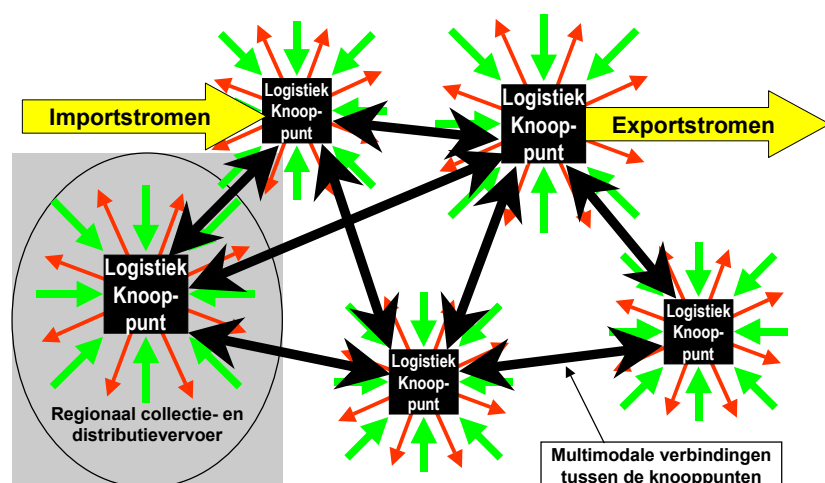 Importstromen
Logistiek
Knoop-
punt
Logistiek
Knoop-
punt
Exportstromen
Logistiek
Knoop-
punt
Logistiek
Knoop-
punt
Logistiek
Knoop-
punt
Regionaal collectie- en
distributievervoer
Multimodale verbindingen
tussen de knooppunten